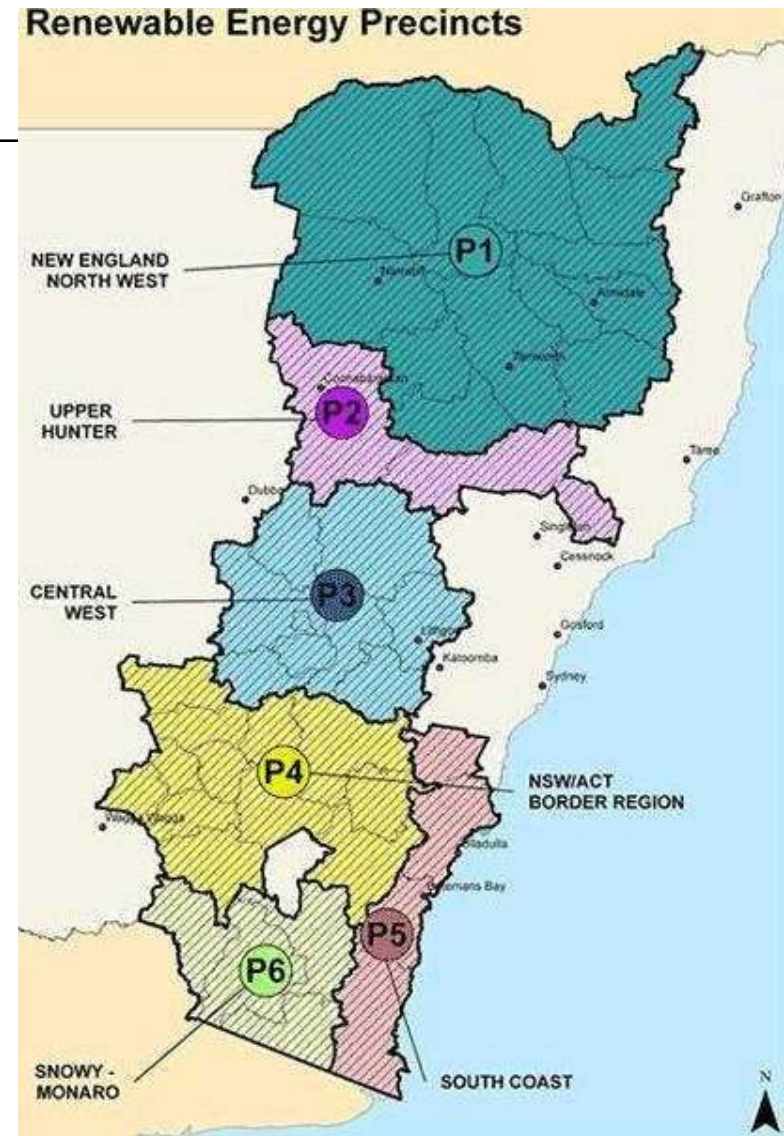 Renewable Energy Precincts
Grafton
NEW ENGLAND
NORTH WEST
P1
Narrabri
Armidale
Tamworth
Coonabarabran
UPPER
HUNTER
P2
Taree
Dubbo
Singleton
Cessnock
CENTRAL
WEST
P3
Lithgow
Gosford
Katoomba
Sydney
P4
NSW/ACT
BORDER REGION
Wagga Wagga
Ulladulla
Batemans Bay
P5
P6
SNOWY -
MONARO
SOUTH COAST
N